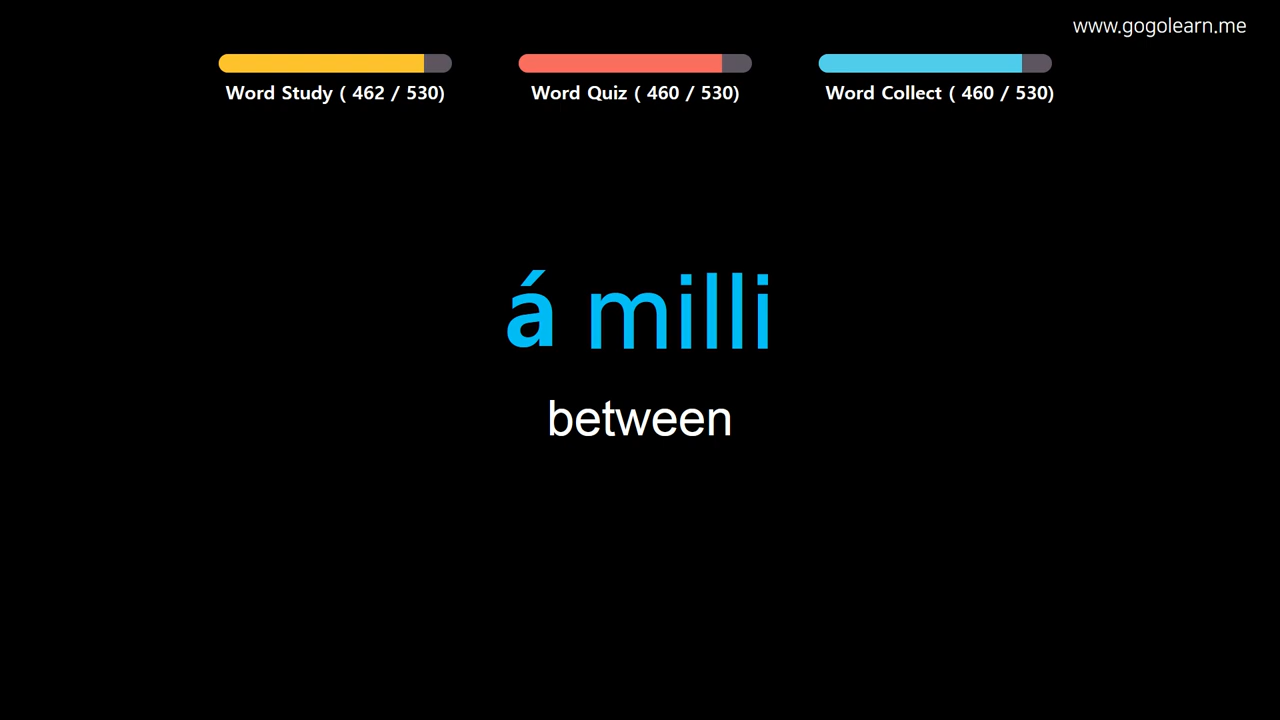 www.gogolearn.me
Word Study ( 462 / 530)
Word Quiz ( 460 / 530)
Word Collect ( 460 / 530)
á milli
between